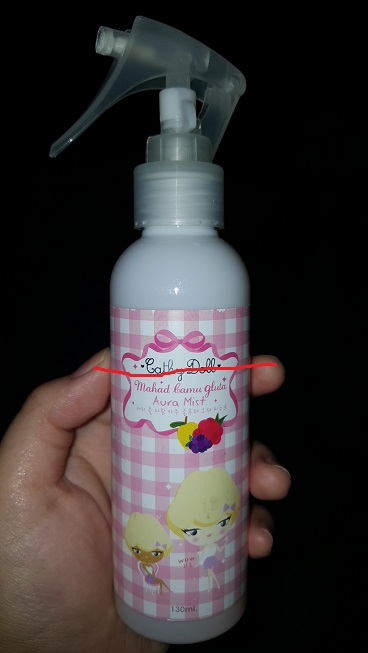 Cathy Doll
Mahad bamu gluta
Aura Mist
130ml.